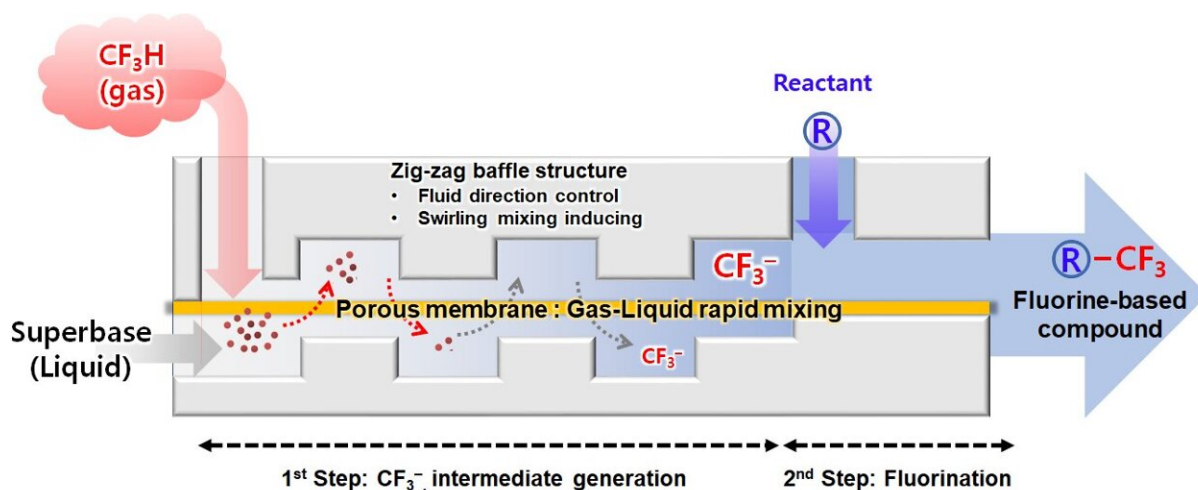 CF₃H
(gas)
Reactant
R
Zig-zag baffle structure
• Fluid direction control
• Swirling mixing inducing
CF₃⁻
R–CF₃
Fluorine-based
compound
Porous membrane : Gas-Liquid rapid mixing
Superbase
(Liquid)
CF₃⁻
1st Step: CF₃⁻ intermediate generation
2nd Step: Fluorination